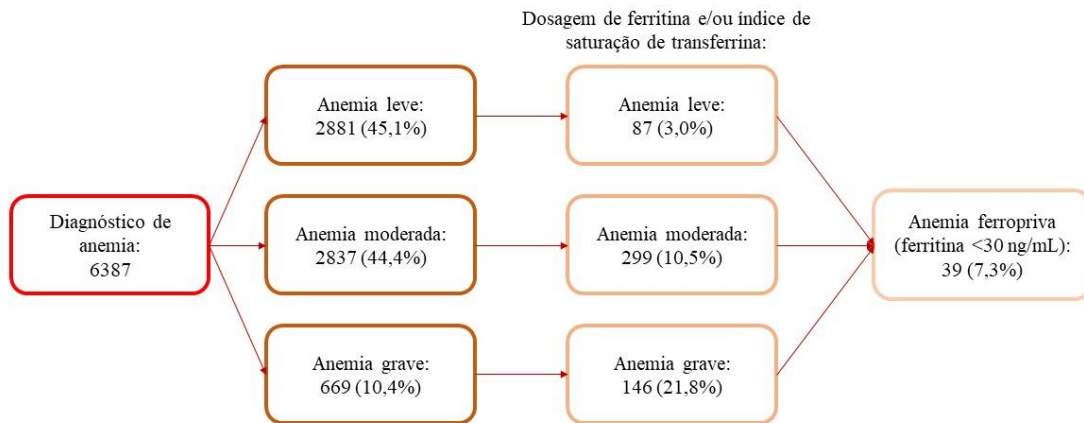 Dosagem de ferritina e/ou índice de
saturação de transferrina:
Diagnóstico de
anemia:
6387
Anemia leve:
2881 (45,1%)
Anemia moderada:
2837 (44,4%)
Anemia grave:
669 (10,4%)
Anemia leve:
87 (3,0%)
Anemia moderada:
299 (10,5%)
Anemia grave:
146 (21,8%)
Anemia ferropriva
(ferritina <30 ng/mL):
39 (7,3%)